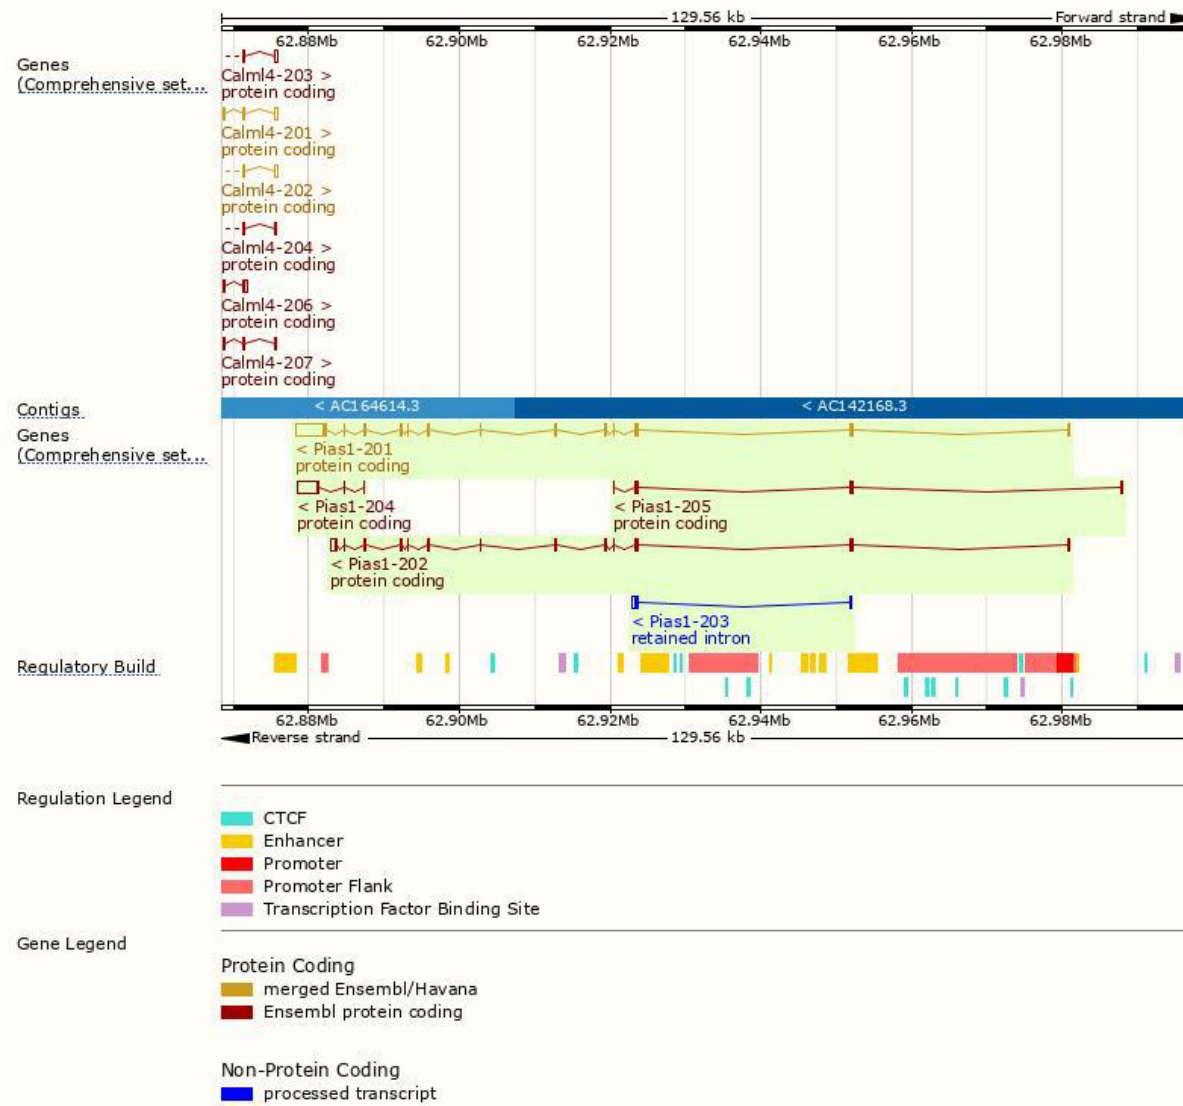 129.56 kb Forward strand
62.88Mb 62.90Mb 62.92Mb 62.94Mb 62.96Mb 62.98Mb
Genes
(Comprehensive set...
Calml4-203 >
protein coding
Calml4-201 >
protein coding
Calml4-202 >
protein coding
Calml4-204 >
protein coding
Calml4-206 >
protein coding
Calml4-207 >
protein coding
Contigs < AC164614.3 < AC142168.3
Genes
(Comprehensive set...
< Pias1-201
protein coding
< Pias1-204 < Pias1-205
protein coding protein coding
< Pias1-202
protein coding
< Pias1-203
retained intron
Regulatory Build
62.88Mb 62.90Mb 62.92Mb 62.94Mb 62.96Mb 62.98Mb
Reverse strand 129.56 kb
Regulation Legend
CTCF
Enhancer
Promoter
Promoter Flank
Transcription Factor Binding Site
Gene Legend
Protein Coding
merged Ensembl/Havana
Ensembl protein coding
Non-Protein Coding
processed transcript